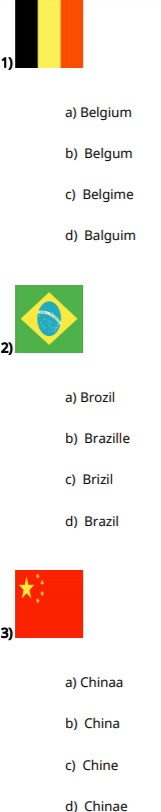 1)
a) Belgium
b) Belgum
c) Belgime
d) Balguim
2)
a) Brozil
b) Brazille
c) Brizil
d) Brazil
3)
a) Chinaa
b) China
c) Chine
d) Chinae